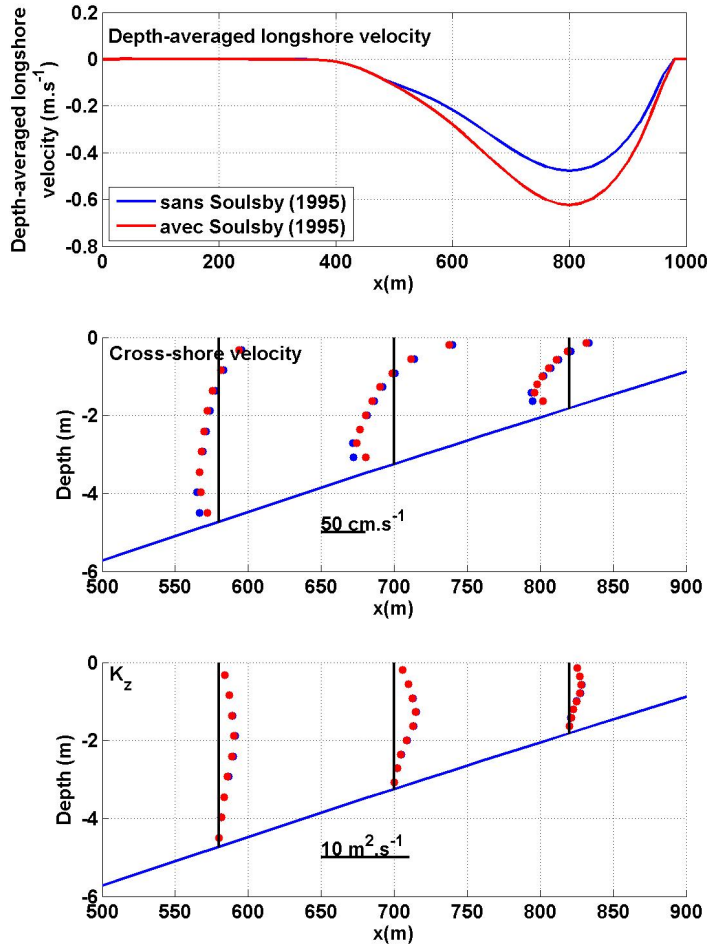 0.2
0
-0.2
-0.4
-0.6
-0.8
Depth-averaged longshore
velocity (m.s-1)
Depth-averaged longshore velocity
sans Soulsby (1995)
avec Soulsby (1995)
0 200 400 600 800 1000
x(m)
0
-2
-4
-6
Depth (m)
Cross-shore velocity
50 cm.s-1
500 550 600 650 700 750 800 850 900
x(m)
0
-2
-4
-6
Depth (m)
Kz
10 m2.s-1
500 550 600 650 700 750 800 850 900
x(m)